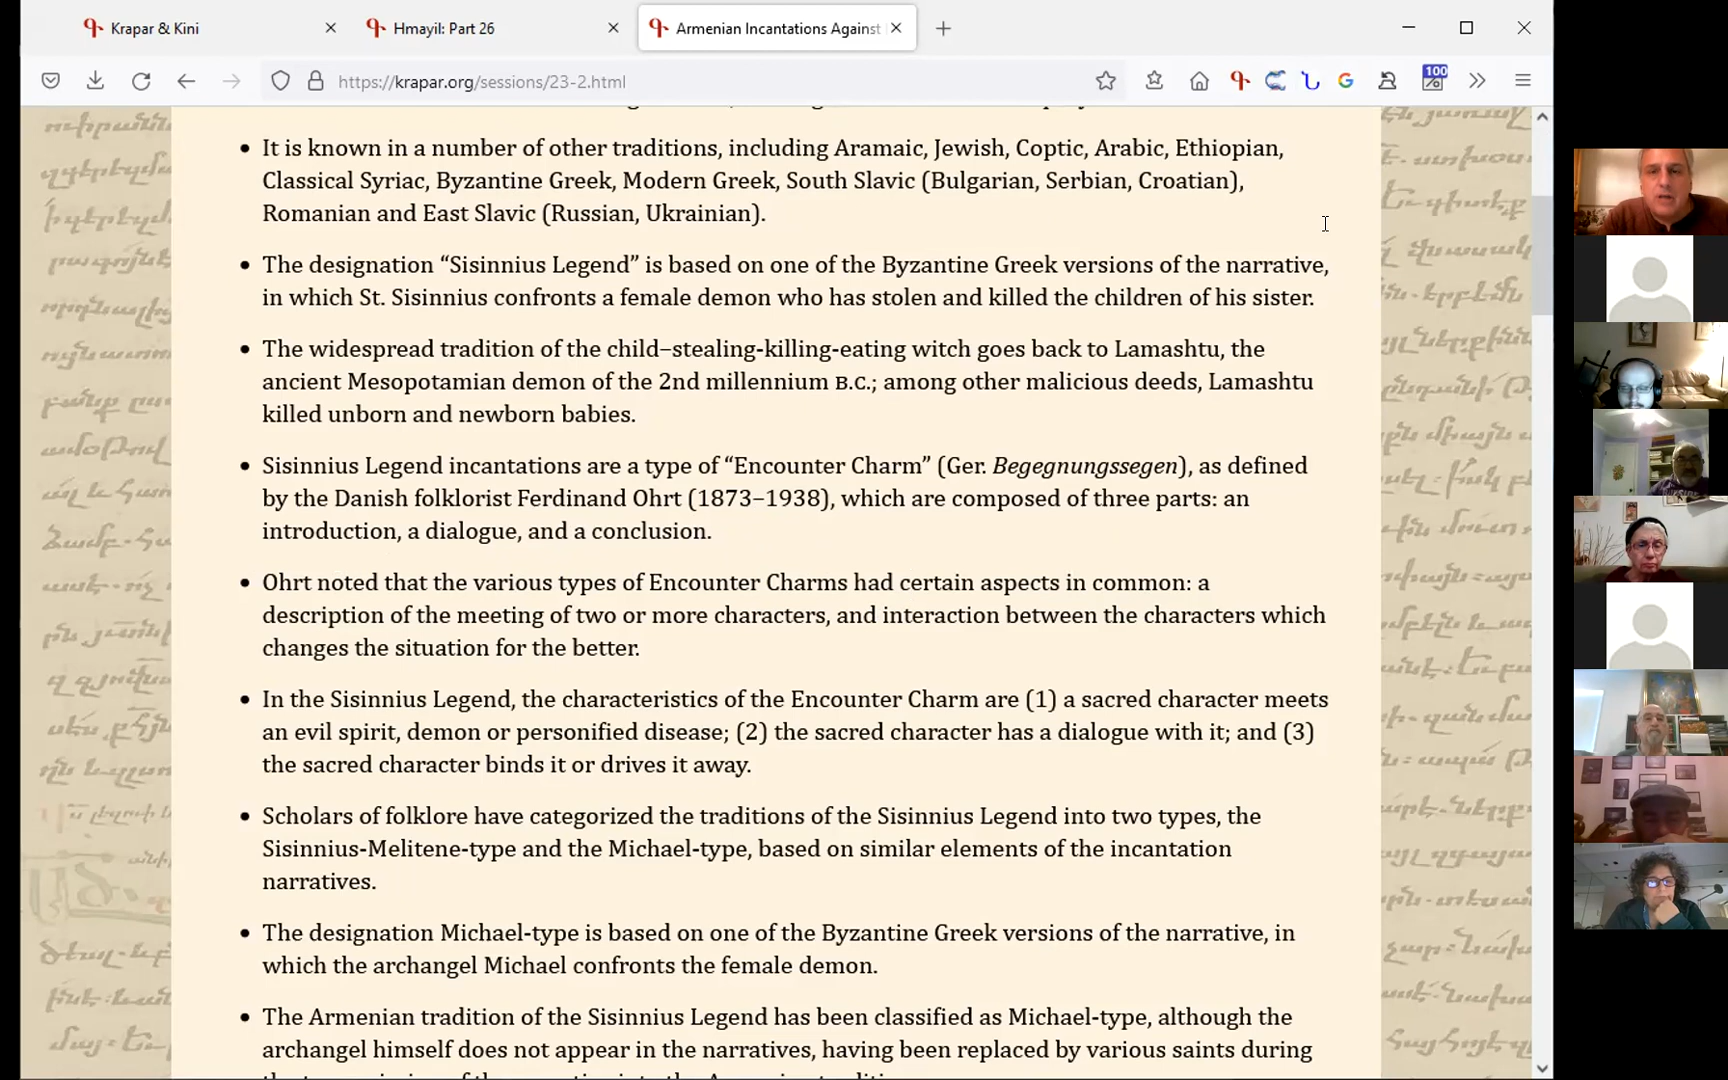 Krapar & Kini
Hmayil: Part 26
Armenian Incantations Against
https://krapar.org/sessions/23-2.html
100
• It is known in a number of other traditions, including Aramaic, Jewish, Coptic, Arabic, Ethiopian,
Classical Syriac, Byzantine Greek, Modern Greek, South Slavic (Bulgarian, Serbian, Croatian),
Romanian and East Slavic (Russian, Ukrainian).
• The designation “Sisinnius Legend” is based on one of the Byzantine Greek versions of the narrative,
in which St. Sisinnius confronts a female demon who has stolen and killed the children of his sister.
• The widespread tradition of the child–stealing-killing-eating witch goes back to Lamashtu, the
ancient Mesopotamian demon of the 2nd millennium B.C.; among other malicious deeds, Lamashtu
killed unborn and newborn babies.
• Sisinnius Legend incantations are a type of “Encounter Charm” (Ger. Begegnungssegen), as defined
by the Danish folklorist Ferdinand Ohrt (1873–1938), which are composed of three parts: an
introduction, a dialogue, and a conclusion.
• Ohrt noted that the various types of Encounter Charms had certain aspects in common: a
description of the meeting of two or more characters, and interaction between the characters which
changes the situation for the better.
• In the Sisinnius Legend, the characteristics of the Encounter Charm are (1) a sacred character meets
an evil spirit, demon or personified disease; (2) the sacred character has a dialogue with it; and (3)
the sacred character binds it or drives it away.
• Scholars of folklore have categorized the traditions of the Sisinnius Legend into two types, the
Sisinnius-Melitene-type and the Michael-type, based on similar elements of the incantation
narratives.
• The designation Michael-type is based on one of the Byzantine Greek versions of the narrative, in
which the archangel Michael confronts the female demon.
• The Armenian tradition of the Sisinnius Legend has been classified as Michael-type, although the
archangel himself does not appear in the narratives, having been replaced by various saints during